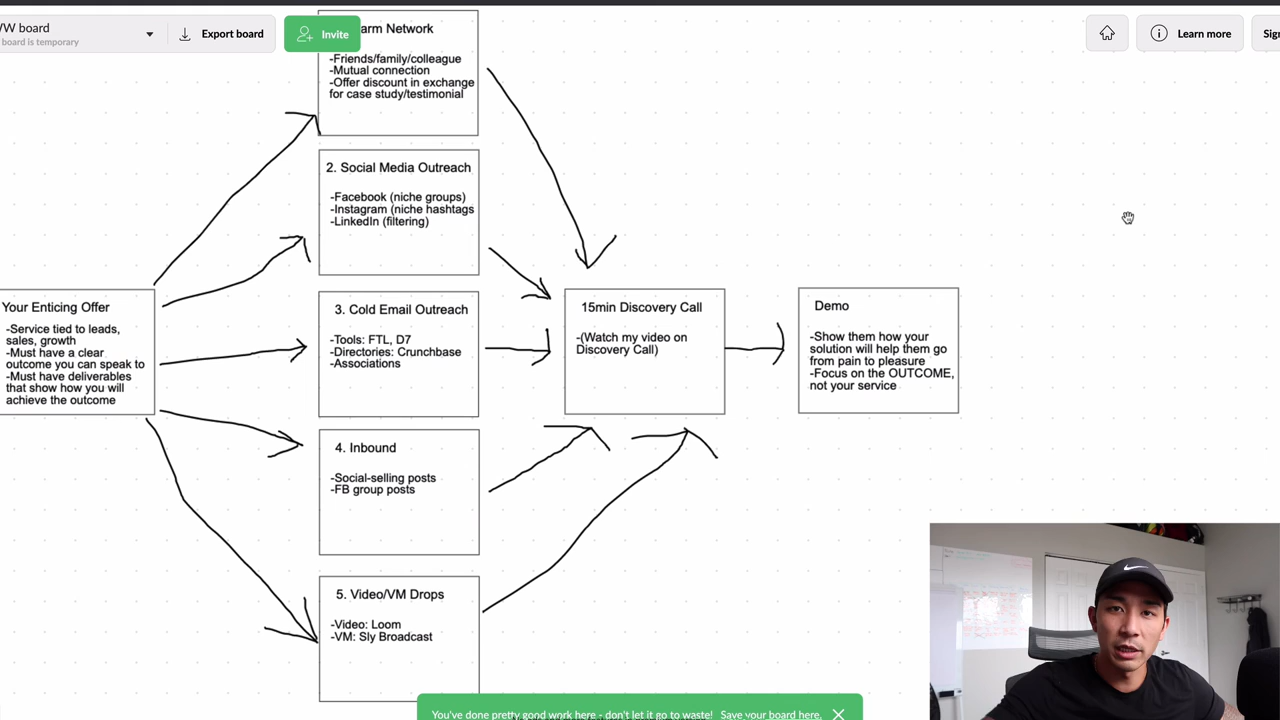 W board
board is temporary
Export board
Invite
Learn more
Sig
arm Network
-Friends/family/colleague
-Mutual connection
-Offer discount in exchange
for case study/testimonial
2. Social Media Outreach
-Facebook (niche groups)
-Instagram (niche hashtags
-LinkedIn (filtering)
Your Enticing Offer
-Service tied to leads,
sales, growth
-Must have a clear
outcome you can speak to
-Must have deliverables
that show how you will
achieve the outcome
3. Cold Email Outreach
-Tools: FTL, D7
-Directories: Crunchbase
-Associations
15min Discovery Call
-(Watch my video on
Discovery Call)
Demo
-Show them how your
solution will help them go
from pain to pleasure
-Focus on the OUTCOME,
not your service
4. Inbound
-Social-selling posts
-FB group posts
5. Video/VM Drops
-Video: Loom
-VM: Sly Broadcast
You've done pretty good work here - don't let it go to waste! Save your board here.